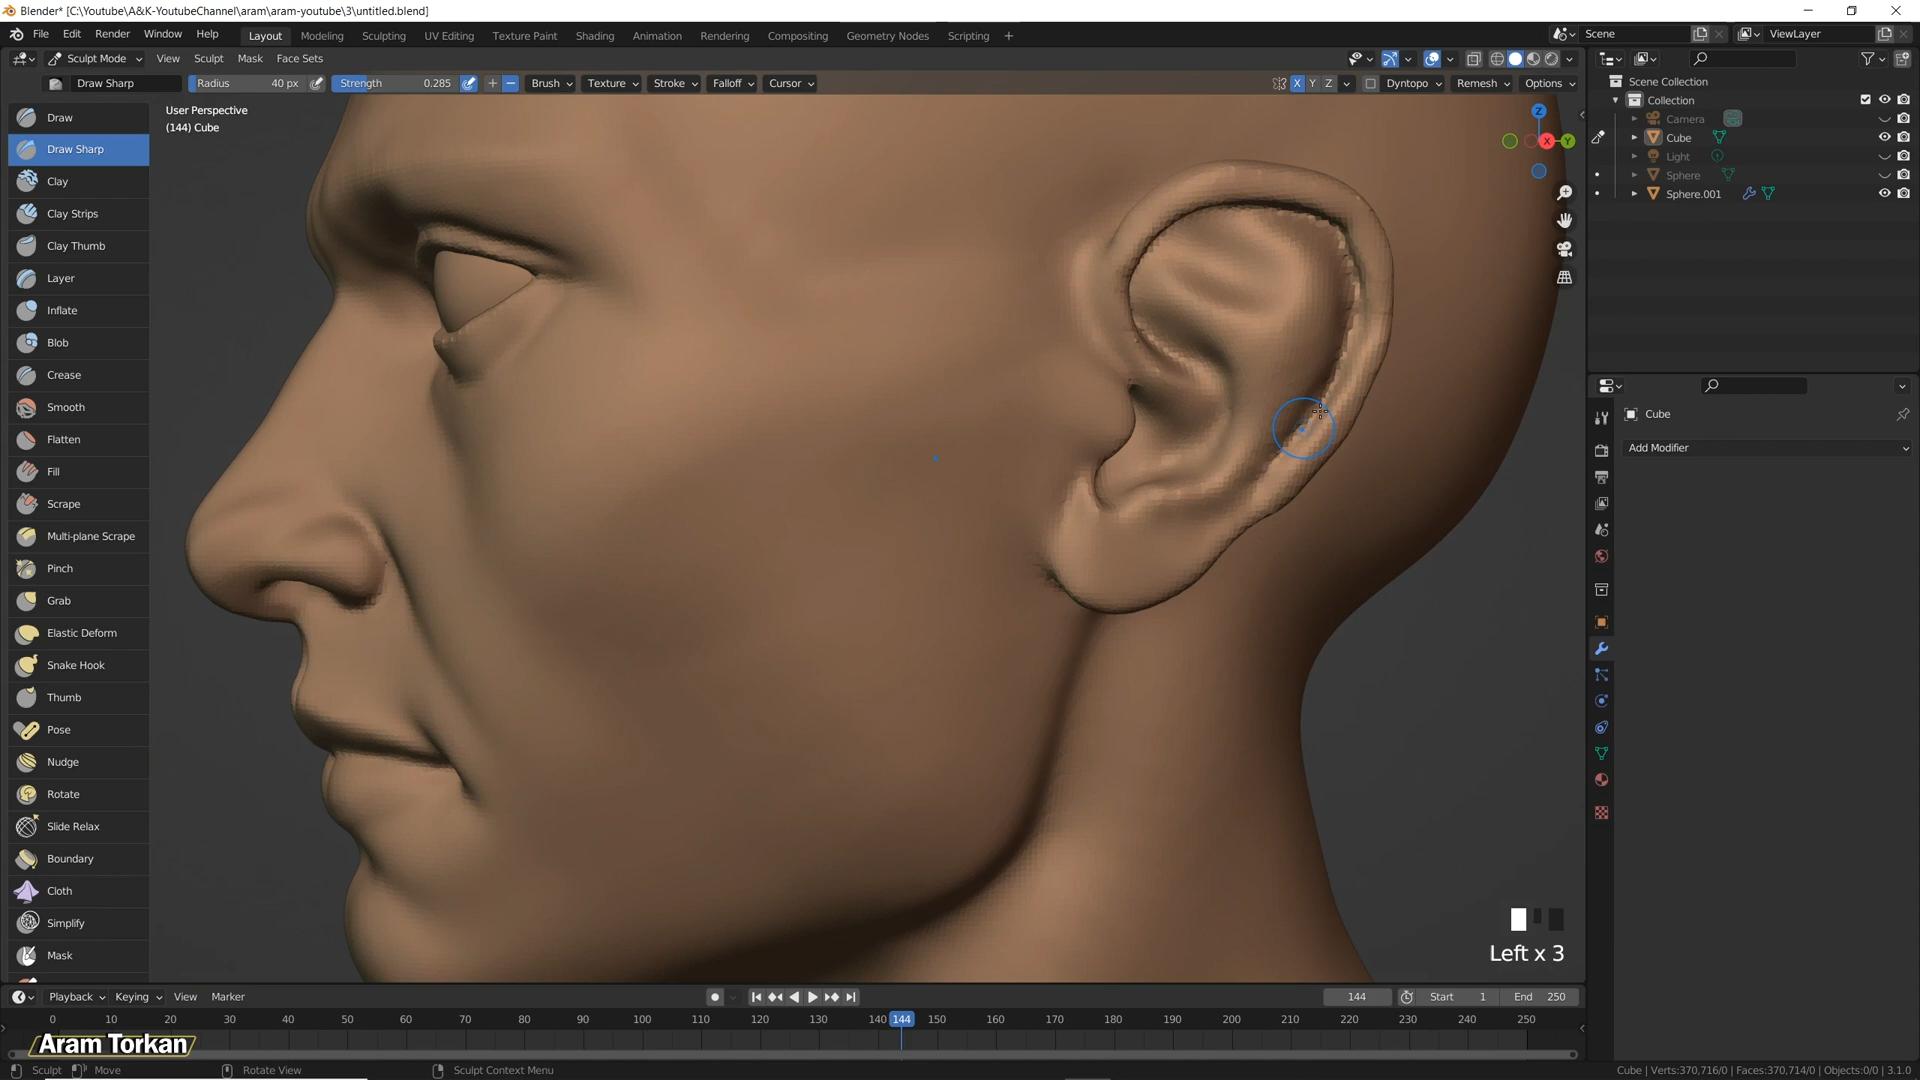 Blender* [C:\Youtube\A&K-YoutubeChannel\aram\aram-youtube\3\untitled.blend]
File Edit Render Window Help Layout Modeling Sculpting UV Editing Texture Paint Shading Animation Rendering Compositing Geometry Nodes Scripting + Scene ViewLayer
Sculpt Mode View Sculpt Mask Face Sets
Draw Sharp Radius 40 px Strength 0.285 Brush Texture Stroke Falloff Cursor X Y Z Dyntopo Remesh Options
User Perspective
(144) Cube
Z
X
Y
Draw
Draw Sharp
Clay
Clay Strips
Clay Thumb
Layer
Inflate
Blob
Crease
Smooth
Flatten
Fill
Scrape
Multi-plane Scrape
Pinch
Grab
Elastic Deform
Snake Hook
Thumb
Pose
Nudge
Rotate
Slide Relax
Boundary
Cloth
Simplify
Mask
Scene Collection
Collection
Camera
Cube
Light
Sphere
Sphere.001
Cube
Add Modifier
Left x 3
Playback Keying View Marker 144 Start 1 End 250
0 10 20 30 40 50 60 70 80 90 100 110 120 130 140 144 150 160 170 180 190 200 210 220 230 240 250
Aram Torkan
Sculpt Move Rotate View Sculpt Context Menu Cube | Verts:370,716/0 | Faces:370,714/0 | Objects:0/0 | 3.1.0